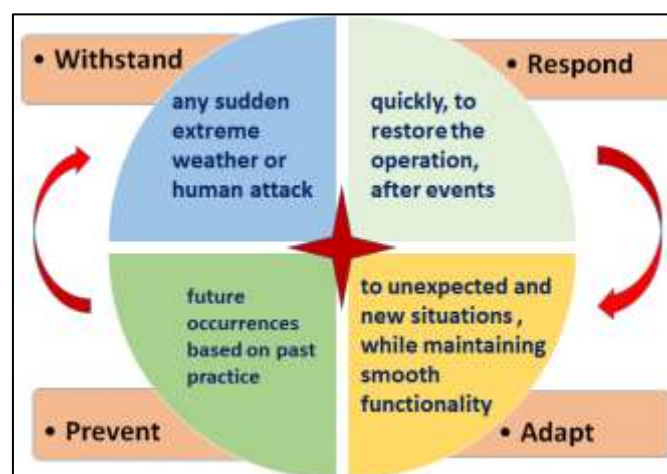 • Withstand
any sudden
extreme
weather or
human attack
• Respond
quickly, to
restore the
operation,
after events
• Prevent
future
occurrences
based on past
practice
• Adapt
to unexpected and
new situations ,
while maintaining
smooth
functionality